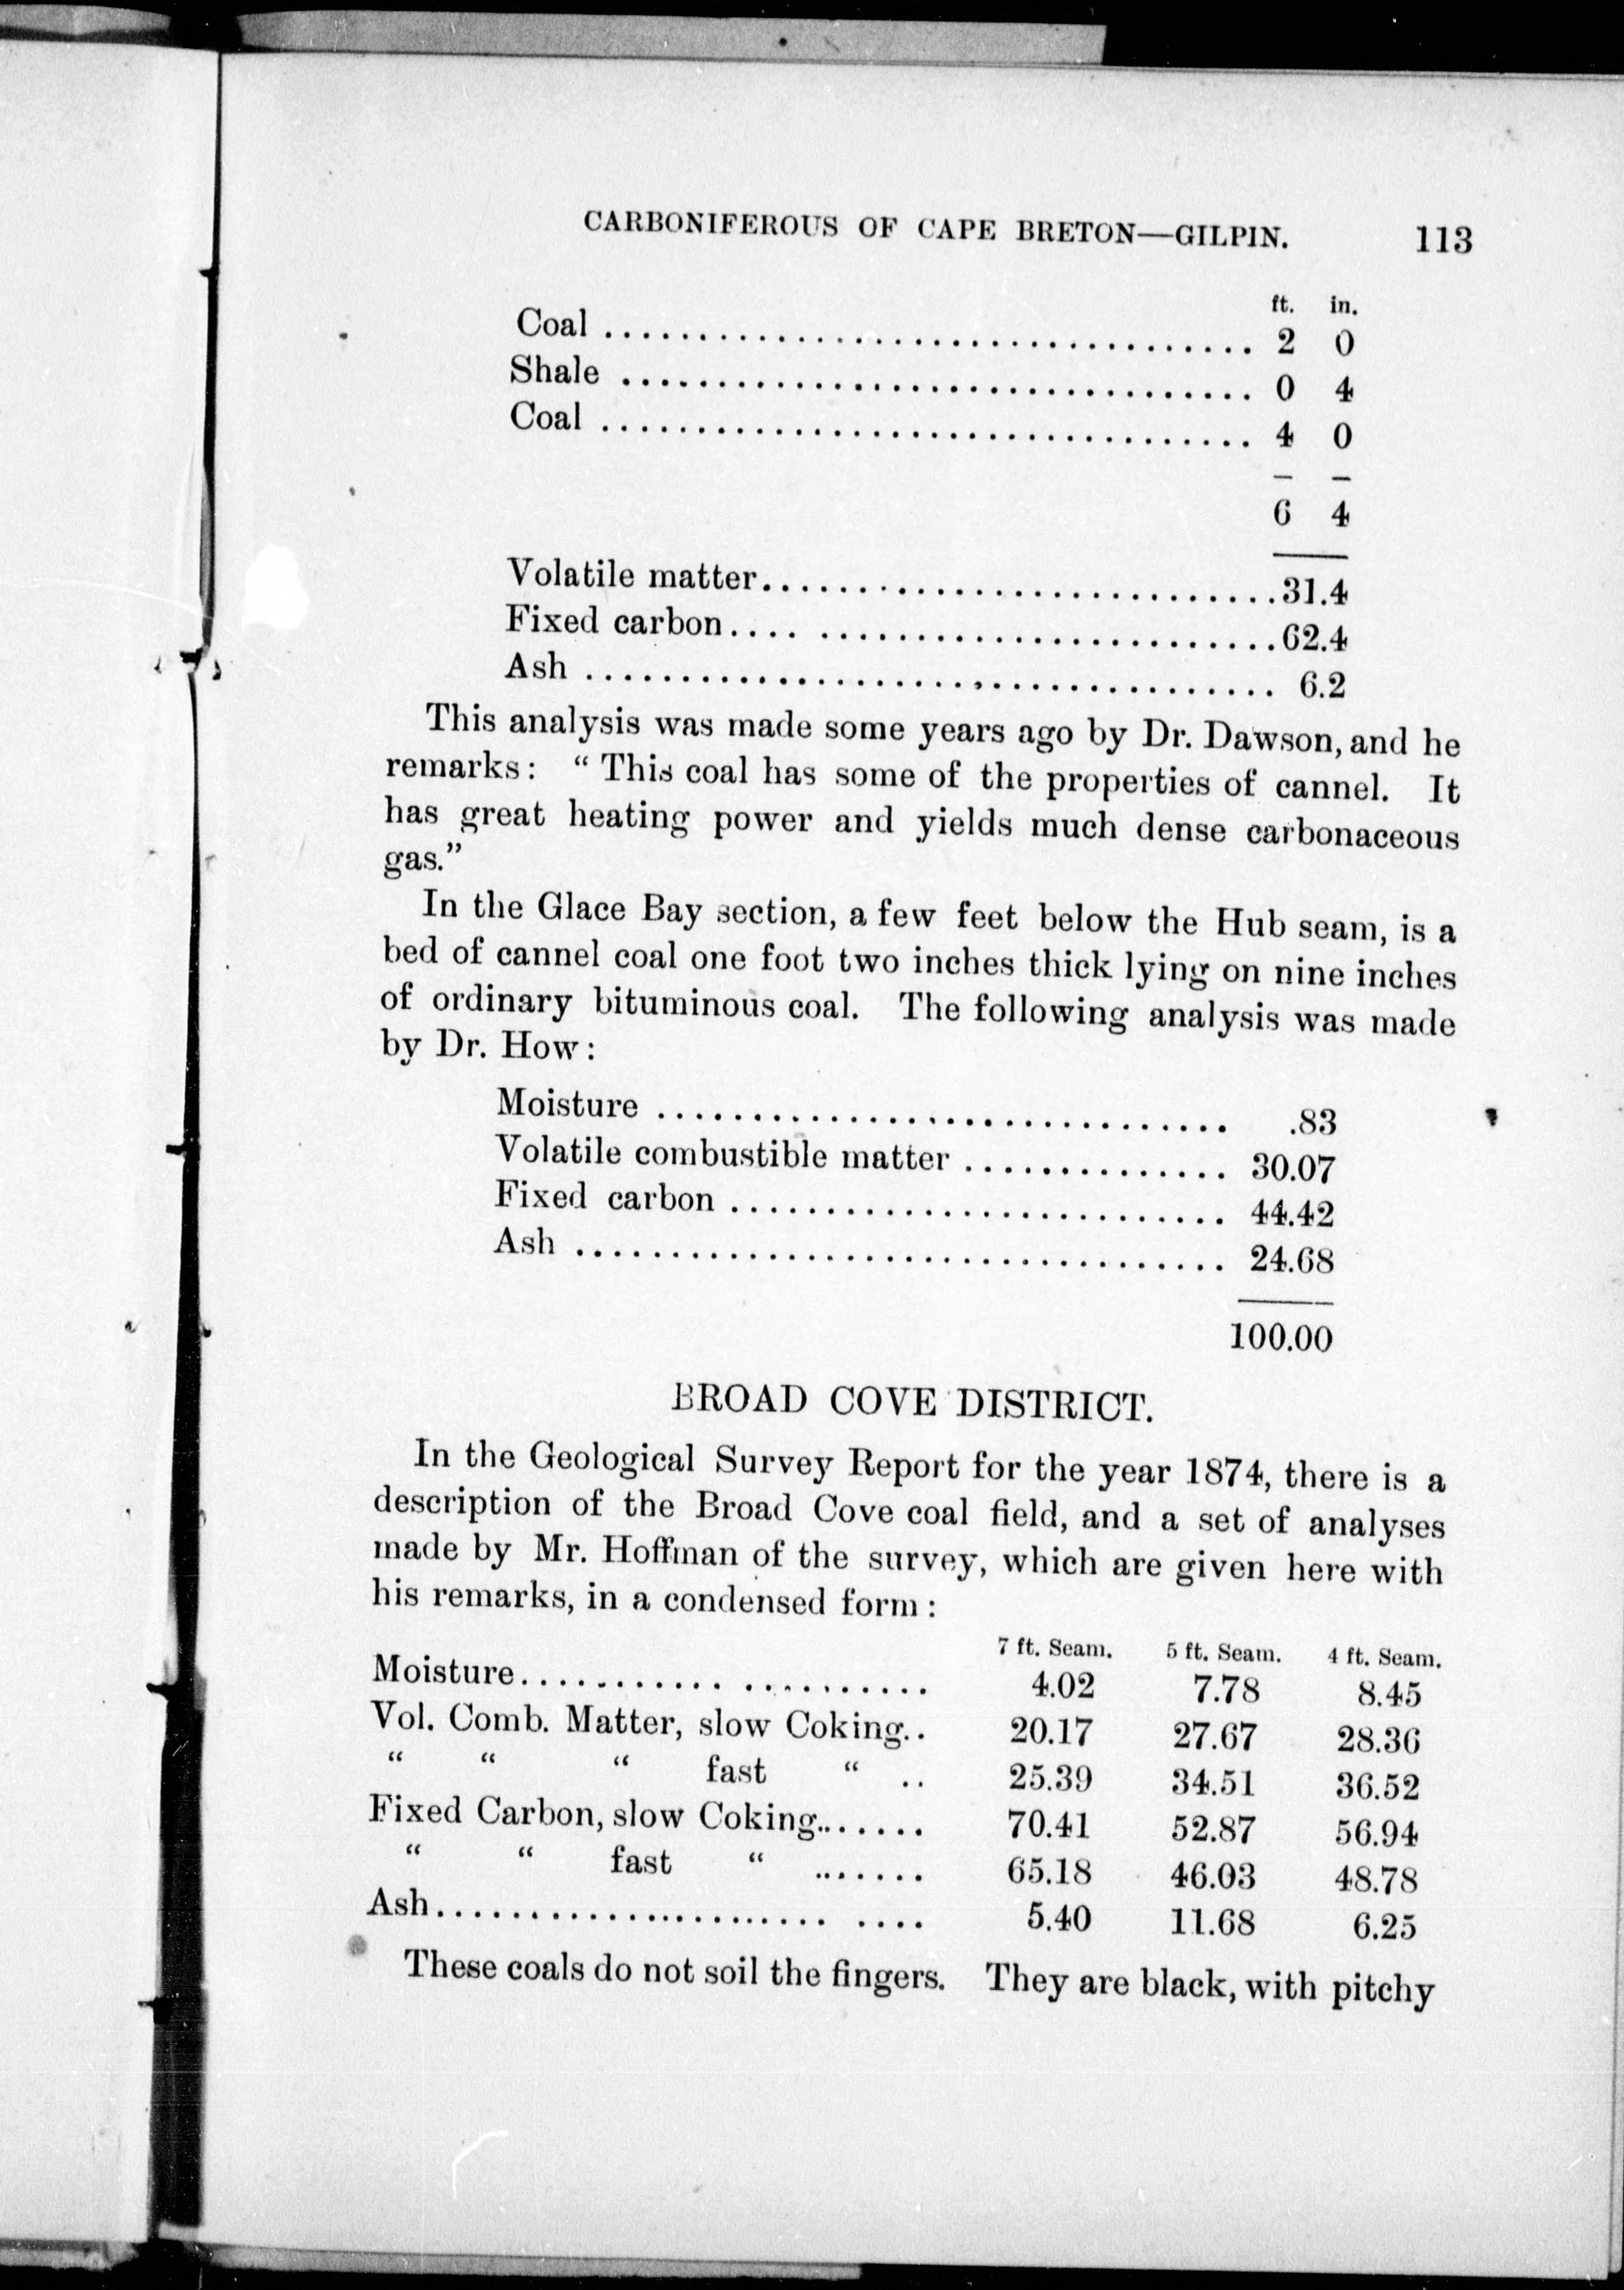 CARBONIFEROUS OF CAPE BRETON—GILPIN. 113
ft. in.
Coal .................................. 2 0
Shale ................................. 0 4
Coal .................................. 4 0
6 4
Volatile matter...........................31.4
Fixed carbon.... ........................62.4
Ash .................................... 6.2
This analysis was made some years ago by Dr. Dawson, and he
remarks: “ This coal has some of the properties of cannel. It
has great heating power and yields much dense carbonaceous
gas.”
In the Glace Bay section, a few feet below the Hub seam, is a
bed of cannel coal one foot two inches thick lying on nine inches
of ordinary bituminous coal. The following analysis was made
by Dr. How:
Moisture .............................. .83
Volatile combustible matter .............. 30.07
Fixed carbon .......................... 44.42
Ash .................................. 24.68
100.00
BROAD COVE DISTRICT.
In the Geological Survey Report for the year 1874, there is a
description of the Broad Cove coal field, and a set of analyses
made by Mr. Hoffman of the survey, which are given here with
his remarks, in a condensed form :
7 ft. Seam. 5 ft. Seam. 4 ft. Seam.
Moisture............ .......... 4.02 7.78 8.45
Vol. Comb. Matter, slow Coking.. 20.17 27.67 28.36
“ “ “ fast “ .. 25.39 34.51 36.52
Fixed Carbon, slow Coking....... 70.41 52.87 56.94
“ “ fast “ ....... 65.18 46.03 48.78
Ash..................... .... 5.40 11.68 6.25
These coals do not soil the fingers. They are black, with pitchy